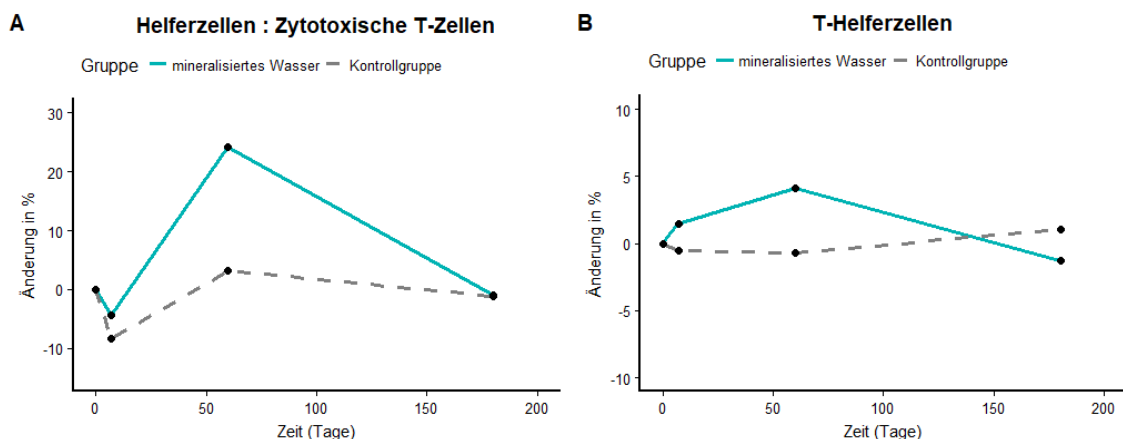 A
Helferzellen : Zytotoxische T-Zellen
Gruppe mineralisiertes Wasser Kontrollgruppe
Änderung in %
30
20
10
0
-10
0 50 100 150 200
Zeit (Tage)
B
T-Helferzellen
Gruppe mineralisiertes Wasser Kontrollgruppe
Änderung in %
10
5
0
-5
-10
0 50 100 150 200
Zeit (Tage)